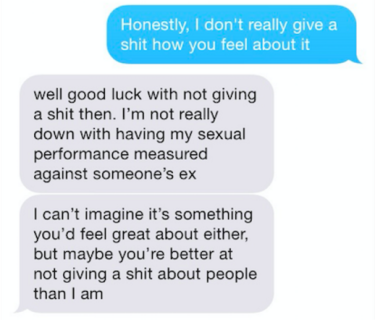 Honestly, I don't really give a
shit how you feel about it
well good luck with not giving
a shit then. I'm not really
down with having my sexual
performance measured
against someone's ex
I can't imagine it's something
you'd feel great about either,
but maybe you're better at
not giving a shit about people
than I am